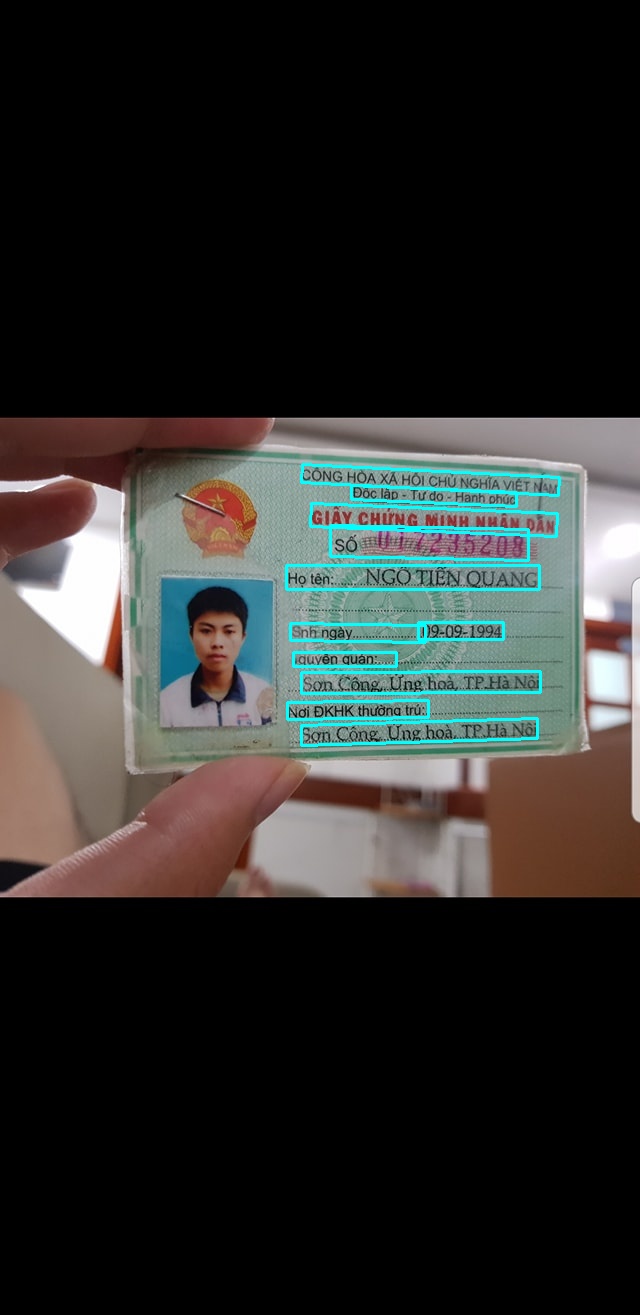 CÔNG HÒA XÃ HỘI CHỦ NGHĨA VIỆT NAM
Độc lập - Tự do - Hạnh phúc
GIẤY CHỨNG MINH NHÂN DÂN
SỐ 017235208
Họ tên: NGÔ TIẾN QUANG
Sinh ngày 09-09-1994
Nguyên quán:
Sơn Công, Ứng hoà, TP.Hà Nội
Nơi ĐKHK thường trú:
Sơn Công, Ứng hoà, TP.Hà Nội